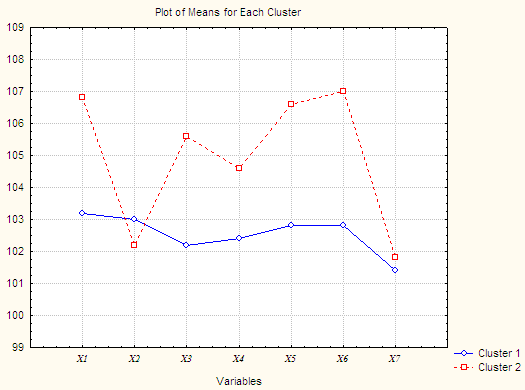 Plot of Means for Each Cluster
109
108
107
106
105
104
103
102
101
100
99
X1 X2 X3 X4 X5 X6 X7
Variables
Cluster 1
Cluster 2